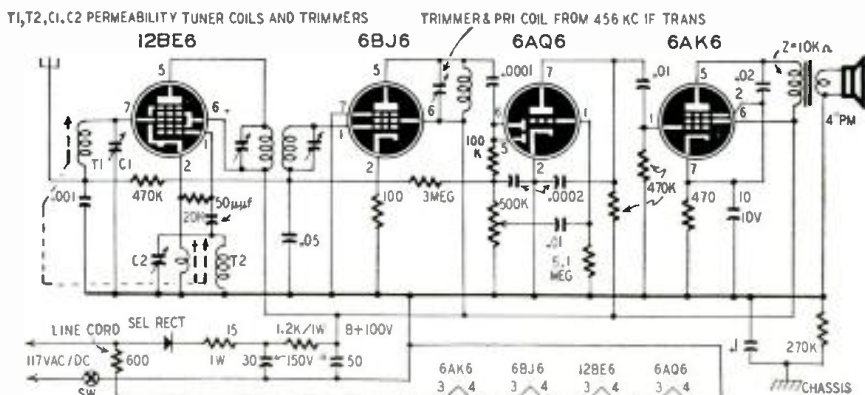 T1,T2,C1,C2 PERMEABILITY TUNER COILS AND TRIMMERS
TRIMMER & PRI COIL FROM 456 KC IF TRANS
12BE6 6BJ6 6AQ6 6AK6
Z=10KΩ
5 5 7 5
.0001 .01 .02
7 6 7 6 6 1 1 2 6
1 1 5
4" PM
2 2 2 7
T1 C1
100 K
.001 470K 50μμf 100 3MEG 500K .0002 470K 470 10 10V
20K
C2 T2 .05 .01 5.1 MEG
LINE CORD SEL RECT 15 1.2K/1W B+100V
117VAC/DC 600 1W 30 150V 50 .1 270K
SW
6AK6 6BJ6 12BE6 6AQ6
3 4 3 4 3 4 3 4
CHASSIS